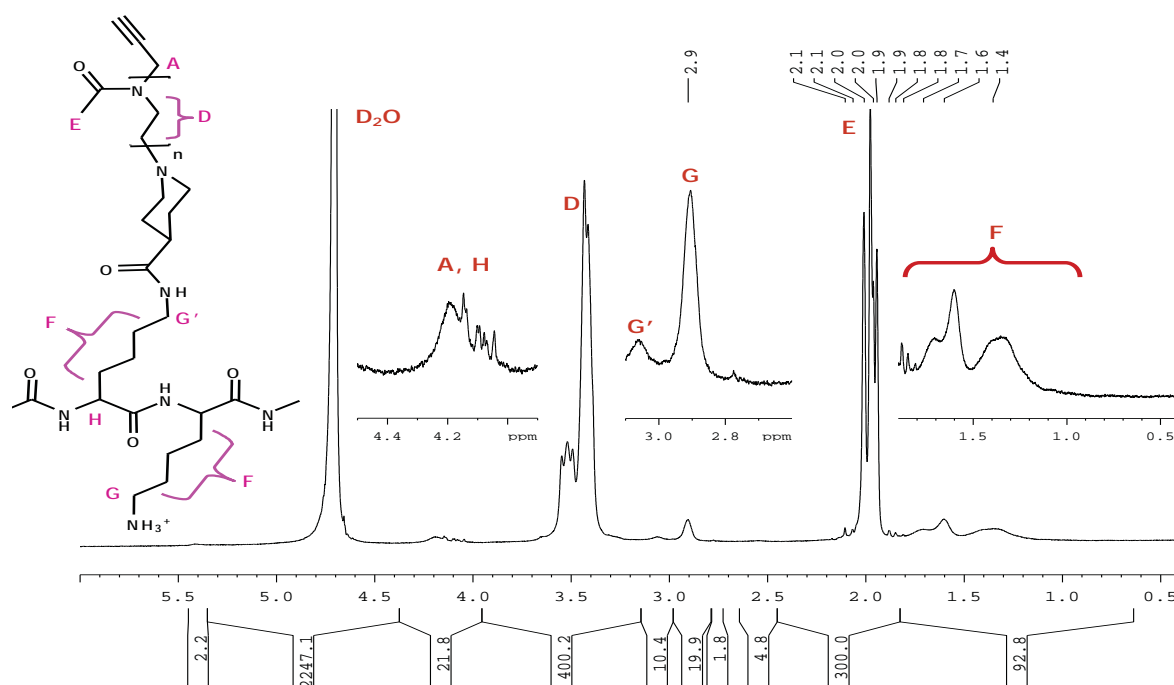 O
N
A
E
D
n
N
O
N
H
G'
F
O
N
H
H
O
H
N
O
N
H
G
F
NH3+
D2O
D
A, H
G'
G
E
F
2.9
2.1
2.1
2.0
2.0
1.9
1.9
1.8
1.8
1.7
1.6
1.4
4.4 4.2 ppm
3.0 2.8 ppm
1.5 1.0 0.5
5.5 5.0 4.5 4.0 3.5 3.0 2.5 2.0 1.5 1.0 0.5
2.2
2247.1
21.8
400.2
10.4
19.9
1.8
4.8
300.0
92.8